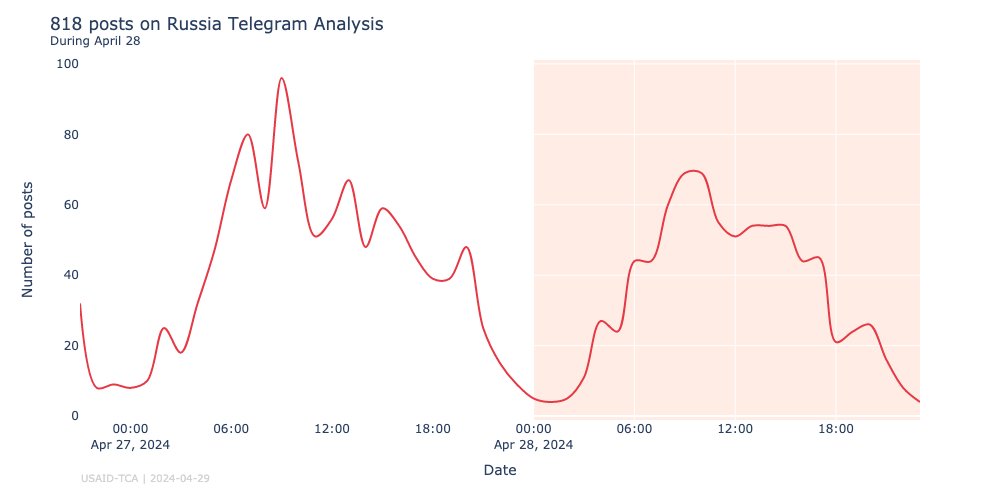 818 posts on Russia Telegram Analysis
During April 28
100
80
60
40
20
0
Number of posts
00:00 06:00 12:00 18:00 00:00 06:00 12:00 18:00
Apr 27, 2024 Apr 28, 2024
Date
USAID-TCA | 2024-04-29